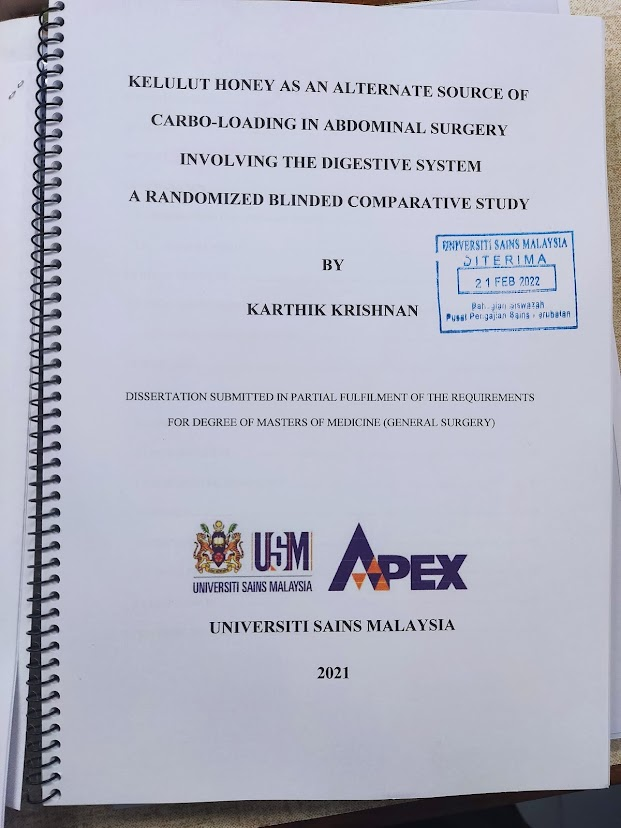 KELULUT HONEY AS AN ALTERNATE SOURCE OF
CARBO-LOADING IN ABDOMINAL SURGERY
INVOLVING THE DIGESTIVE SYSTEM
A RANDOMIZED BLINDED COMPARATIVE STUDY
BY
KARTHIK KRISHNAN
UNIVERSITI SAINS MALAYSIA
DITERIMA
21 FEB 2022
Pusat Pengajian Sains
DISSERTATION SUBMITTED IN PARTIAL FULFILMENT OF THE REQUIREMENTS
FOR DEGREE OF MASTERS OF MEDICINE (GENERAL SURGERY)
USM
UNIVERSITI SAINS MALAYSIA
APEX
UNIVERSITI SAINS MALAYSIA
2021